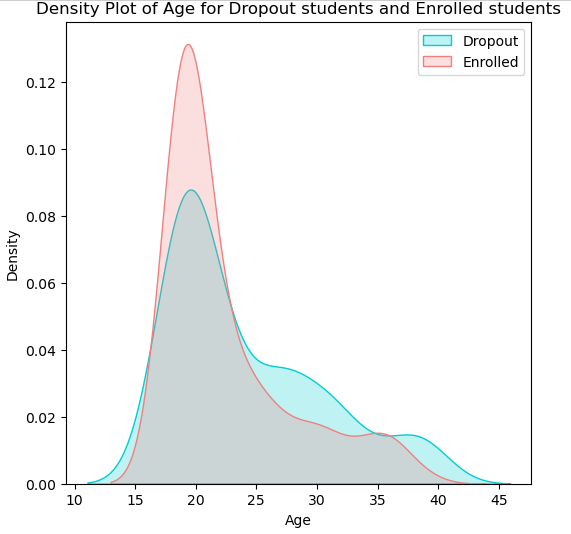 Density Plot of Age for Dropout students and Enrolled students
Dropout
Enrolled
0.12
0.10
0.08
0.06
0.04
0.02
0.00
Density
10 15 20 25 30 35 40 45
Age